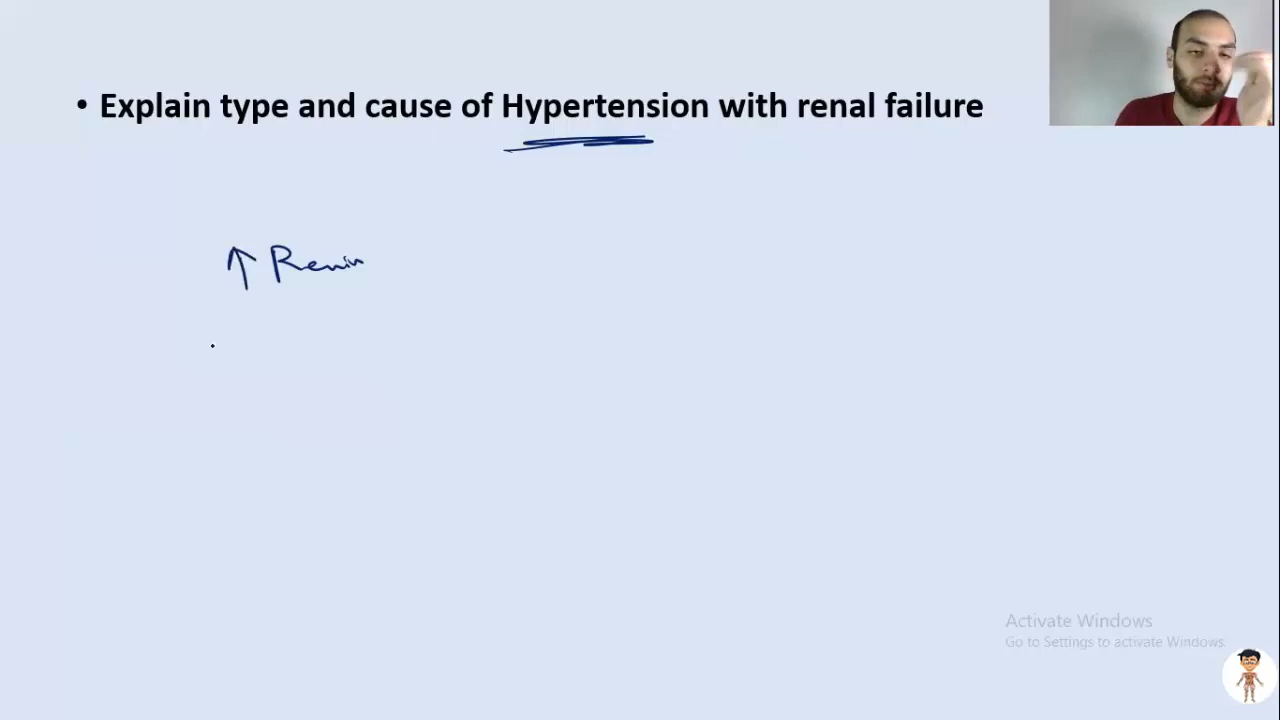 • Explain type and cause of Hypertension with renal failure
↑ Renin
Activate Windows
Go to Settings to activate Windows.